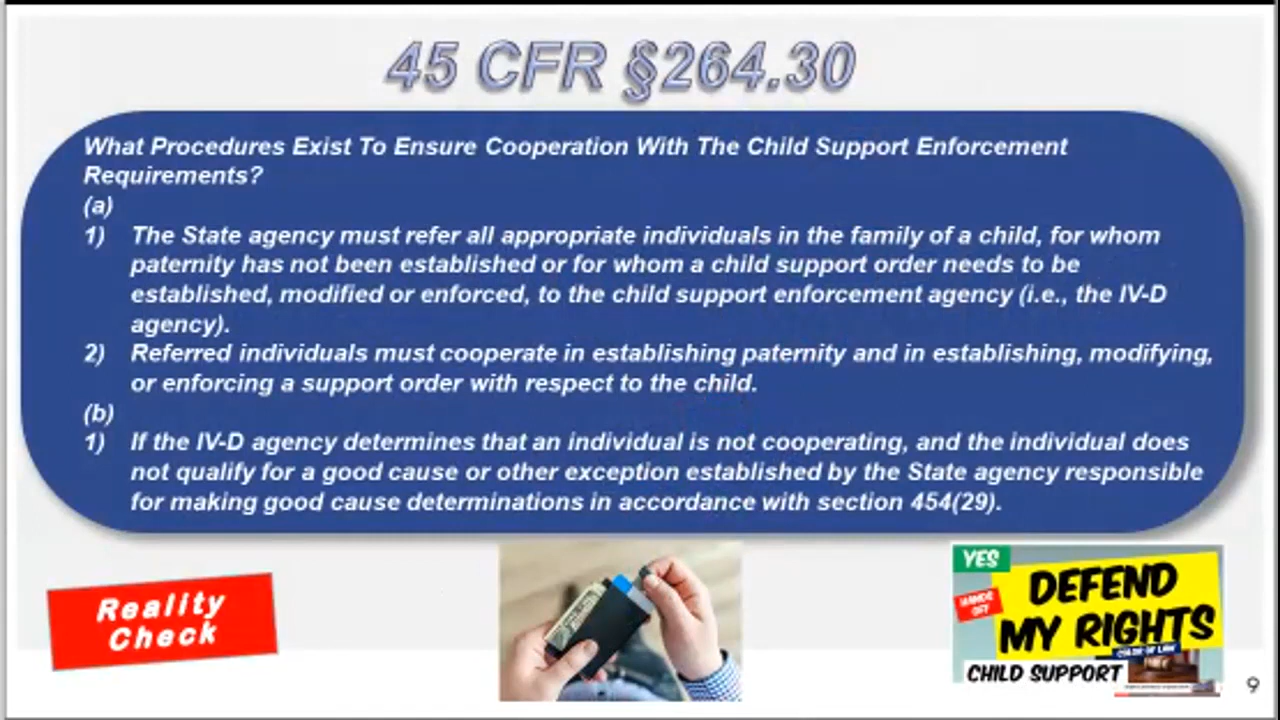 45 CFR §264.30
What Procedures Exist To Ensure Cooperation With The Child Support Enforcement
Requirements?
(a)
1) The State agency must refer all appropriate individuals in the family of a child, for whom
paternity has not been established or for whom a child support order needs to be
established, modified or enforced, to the child support enforcement agency (i.e., the IV-D
agency).
2) Referred individuals must cooperate in establishing paternity and in establishing, modifying,
or enforcing a support order with respect to the child.
(b)
1) If the IV-D agency determines that an individual is not cooperating, and the individual does
not qualify for a good cause or other exception established by the State agency responsible
for making good cause determinations in accordance with section 454(29).
Reality
Check
YES
HANDS
OFF
DEFEND
MY RIGHTS
COLOR OF LAW
CHILD SUPPORT
9